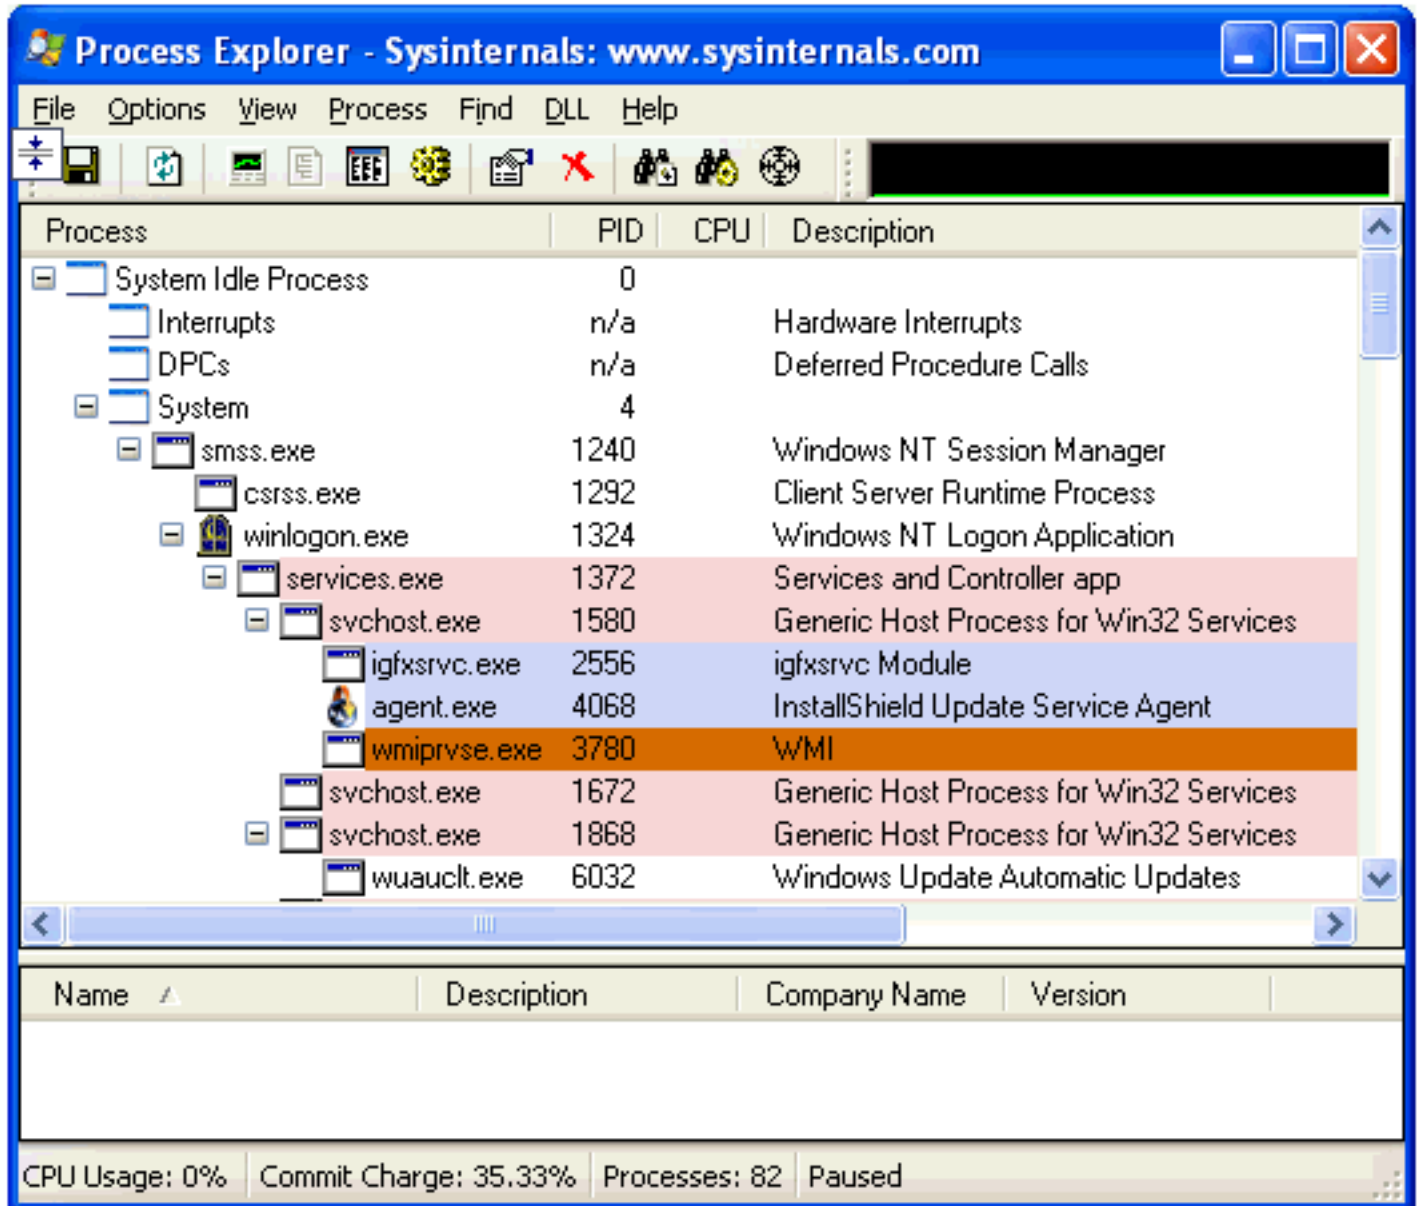 Process Explorer - Sysinternals: www.sysinternals.com
File Options View Process Find DLL Help
Process PID CPU Description
System Idle Process 0
Interrupts n/a Hardware Interrupts
DPCs n/a Deferred Procedure Calls
System 4
smss.exe 1240 Windows NT Session Manager
csrss.exe 1292 Client Server Runtime Process
winlogon.exe 1324 Windows NT Logon Application
services.exe 1372 Services and Controller app
svchost.exe 1580 Generic Host Process for Win32 Services
igfxsrvc.exe 2556 igfxsrvc Module
agent.exe 4068 InstallShield Update Service Agent
wmiprvse.exe 3780 WMI
svchost.exe 1672 Generic Host Process for Win32 Services
svchost.exe 1868 Generic Host Process for Win32 Services
wuauclt.exe 6032 Windows Update Automatic Updates
Name Description Company Name Version
CPU Usage: 0% Commit Charge: 35.33% Processes: 82 Paused